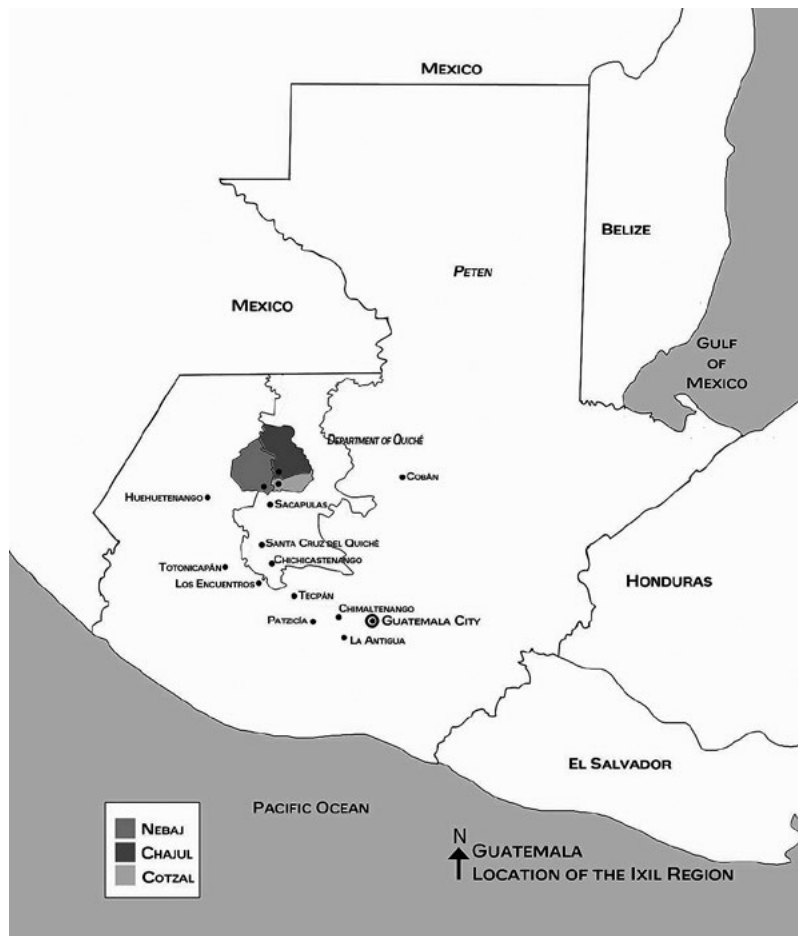 Mexico
Belize
Peten
Mexico
Gulf
of
Mexico
Department of Quiché
Cobán
Huehuetenango
Sacapulas
Santa Cruz del Quiché
Chichicastenango
Totonicapán
Los Encuentros
Honduras
Tecpán
Chimaltenango
Patzicía
Guatemala City
La Antigua
El Salvador
Pacific Ocean
Nebaj
Chajul
Cotzal
N
Guatemala
Location of the Ixil Region